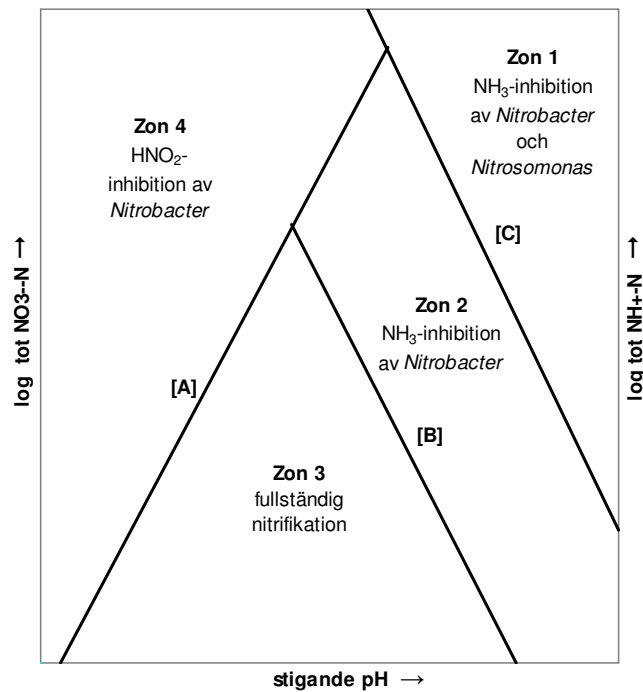 Zon 1
NH₃-inhibition
av Nitrobacter
och
Nitrosomonas
Zon 4
HNO₂-
inhibition av
Nitrobacter
[C]
Zon 2
NH₃-inhibition
av Nitrobacter
[A]
[B]
Zon 3
fullständig
nitrifikation
log tot NO3--N →
log tot NH+-N →
stigande pH →